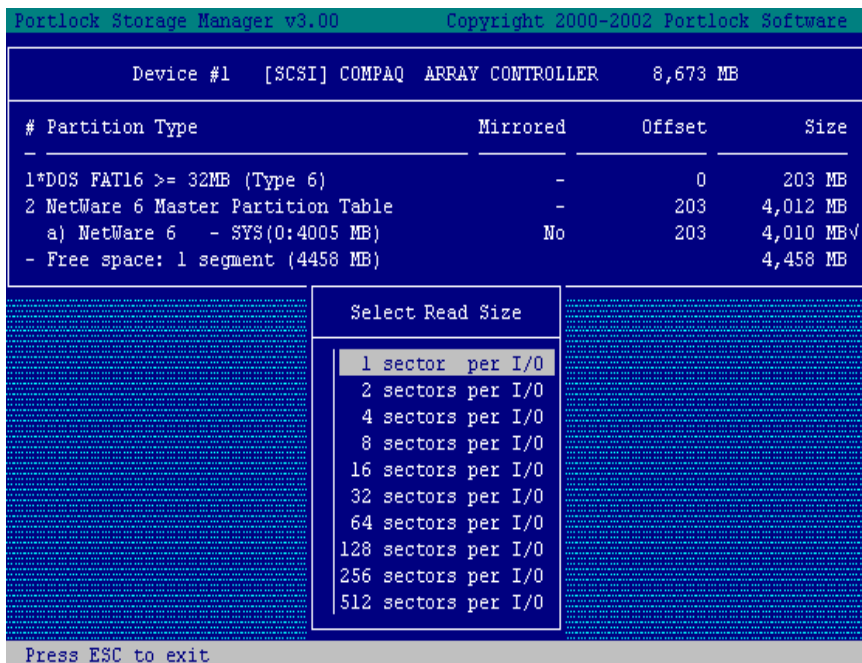 Portlock Storage Manager v3.00 Copyright 2000-2002 Portlock Software
Device #1 [SCSI] COMPAQ ARRAY CONTROLLER 8,673 MB
# Partition Type Mirrored Offset Size
1*DOS FAT16 >= 32MB (Type 6) - 0 203 MB
2 NetWare 6 Master Partition Table - 203 4,012 MB
a) NetWare 6 - SYS(0:4005 MB) No 203 4,010 MB√
- Free space: 1 segment (4458 MB) 4,458 MB
Select Read Size
1 sector per I/O
2 sectors per I/O
4 sectors per I/O
8 sectors per I/O
16 sectors per I/O
32 sectors per I/O
64 sectors per I/O
128 sectors per I/O
256 sectors per I/O
512 sectors per I/O
Press ESC to exit